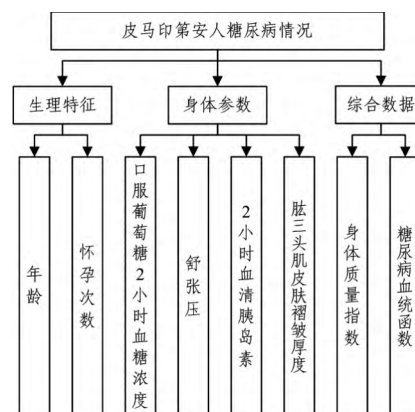 皮马印第安人糖尿病情况
生理特征
身体参数
综合数据
年龄
怀孕次数
口服葡萄糖2小时血糖浓度
舒张压
2小时血清胰岛素
肱三头肌皮肤褶皱厚度
身体质量指数
糖尿病血统函数